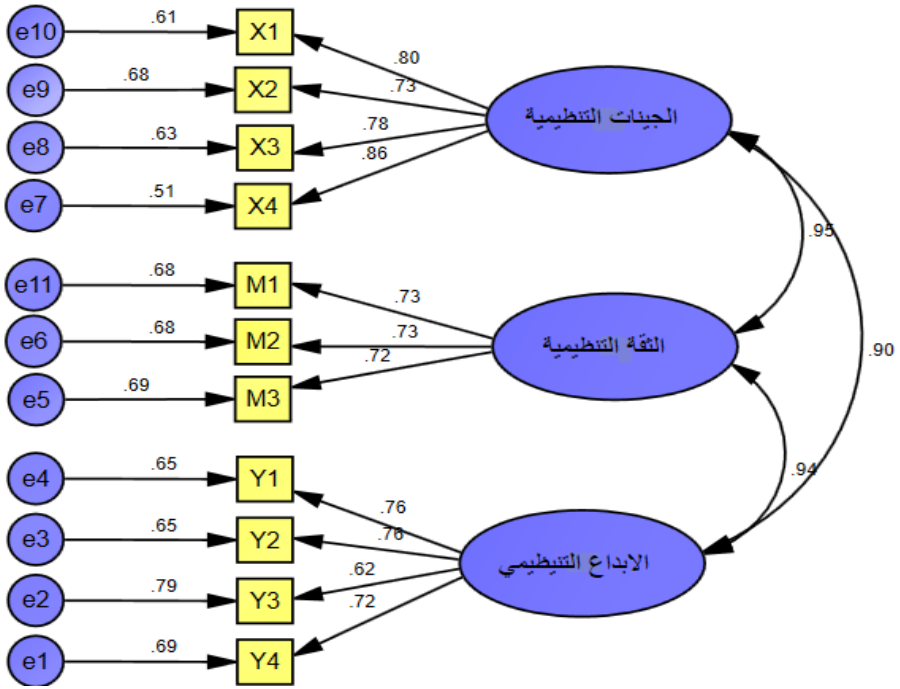 e10 .61 X1
.80
e9 .68 X2
.73
الجينات التنظيمية
e8 .63 X3
.78
.86
e7 .51 X4
.95
e11 .68 M1
.73
e6 .68 M2
.73
الثقة التنظيمية
.90
.72
e5 .69 M3
e4 .65 Y1
.94
.76
e3 .65 Y2
.76
الابداع التنيظيمي
.62
e2 .79 Y3
.72
e1 .69 Y4